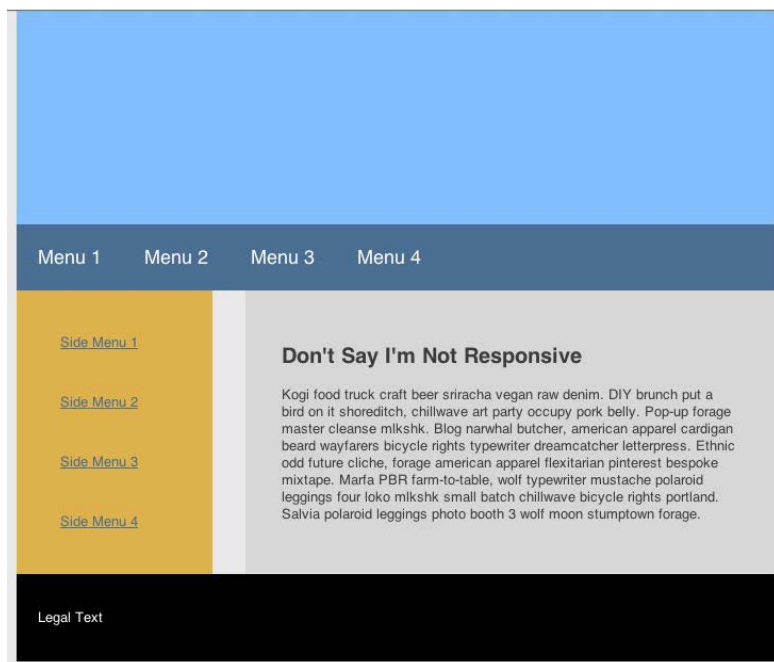 Menu 1 Menu 2 Menu 3 Menu 4
Side Menu 1
Side Menu 2
Side Menu 3
Side Menu 4
Don't Say I'm Not Responsive
Kogi food truck craft beer sriracha vegan raw denim. DIY brunch put a
bird on it shoreditch, chillwave art party occupy pork belly. Pop-up forage
master cleanse mlkshk. Blog narwhal butcher, american apparel cardigan
beard wayfarers bicycle rights typewriter dreamcatcher letterpress. Ethnic
odd future cliche, forage american apparel flexitarian pinterest bespoke
mixtape. Marfa PBR farm-to-table, wolf typewriter mustache polaroid
leggings four loko mlkshk small batch chillwave bicycle rights portland.
Salvia polaroid leggings photo booth 3 wolf moon stumptown forage.
Legal Text